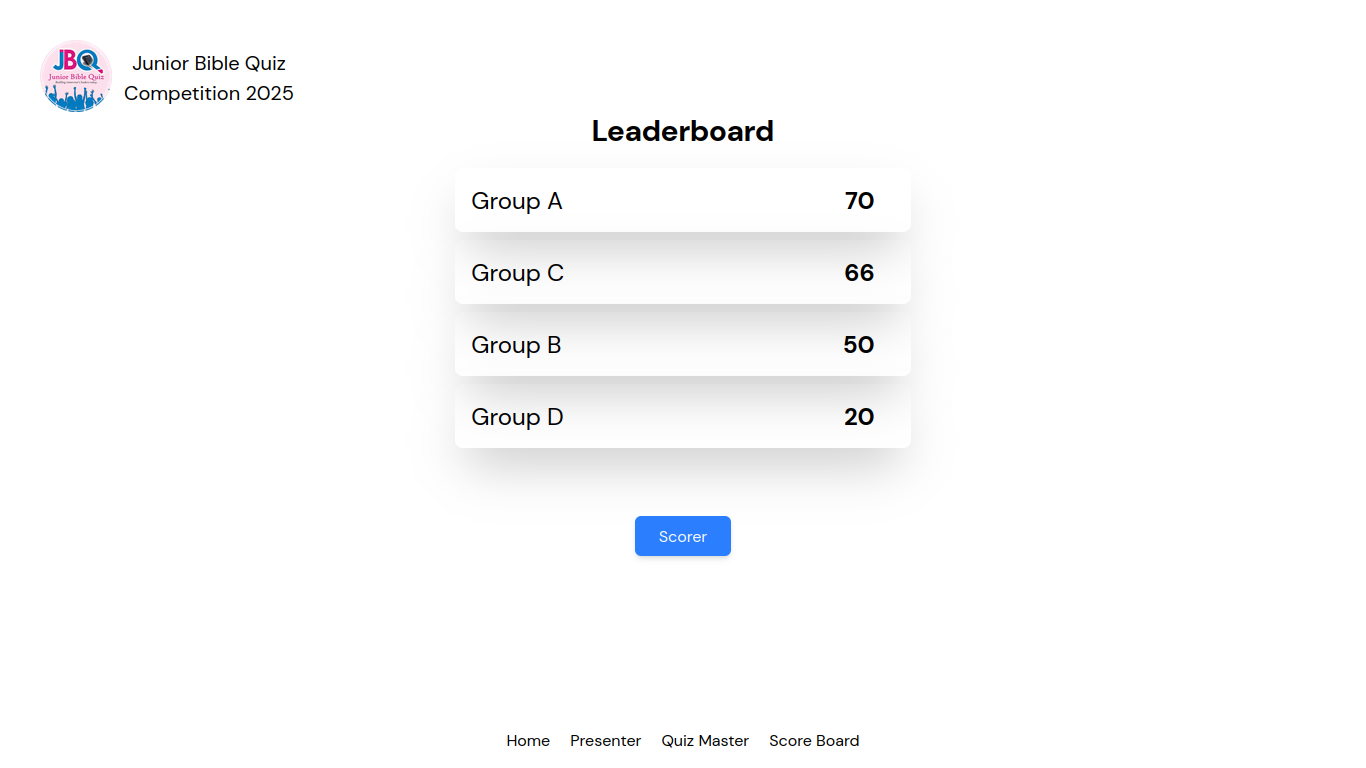 JBQ
Junior Bible Quiz
Junior Bible Quiz
Competition 2025
Leaderboard
Group A 70
Group C 66
Group B 50
Group D 20
Scorer
Home Presenter Quiz Master Score Board